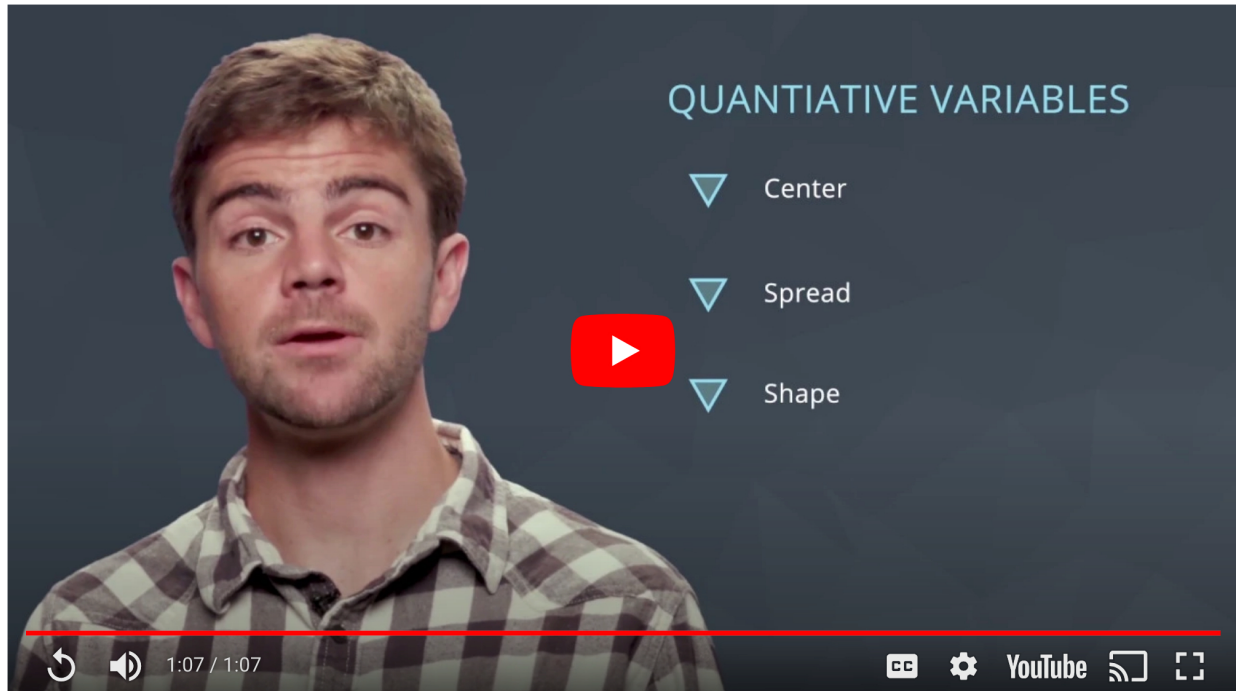 QUANTIATIVE VARIABLES
Center
Spread
Shape
1:07 / 1:07
CC
YouTube